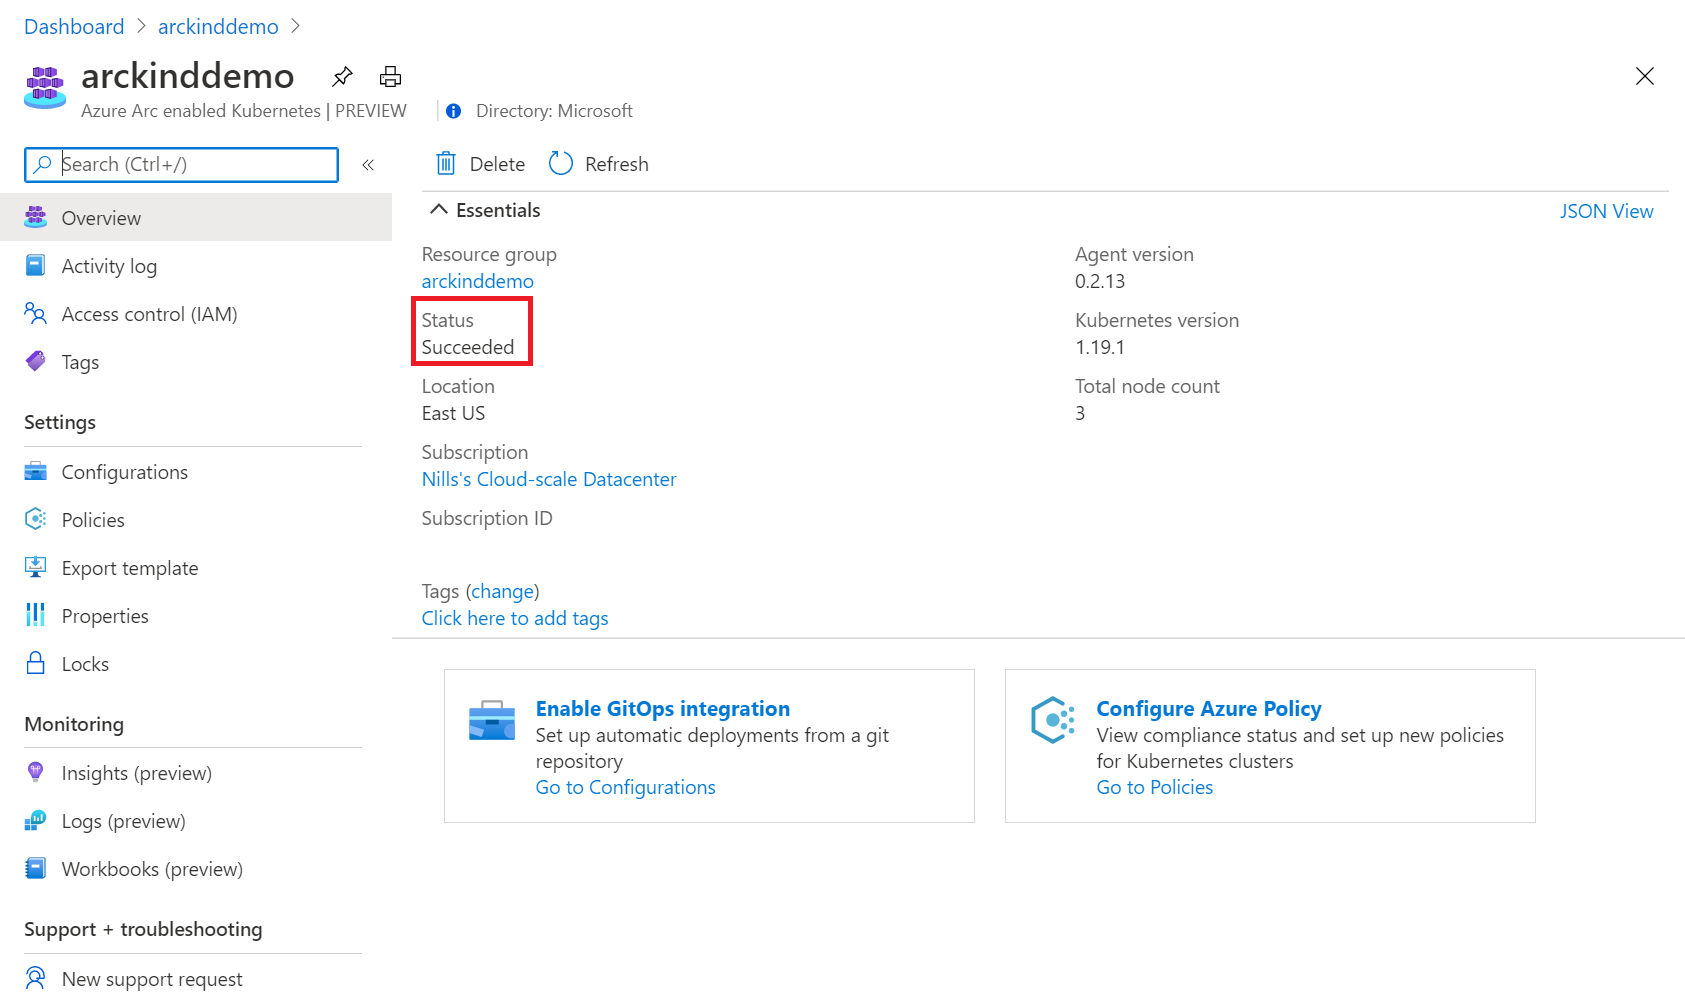 Dashboard > arckinddemo >
arckinddemo
Azure Arc enabled Kubernetes | PREVIEW
Directory: Microsoft
Search (Ctrl+/)
«
Overview
Activity log
Access control (IAM)
Tags
Settings
Configurations
Policies
Export template
Properties
Locks
Monitoring
Insights (preview)
Logs (preview)
Workbooks (preview)
Support + troubleshooting
New support request
Delete
Refresh
Essentials
JSON View
Resource group
arckinddemo
Status
Succeeded
Location
East US
Subscription
Nills's Cloud-scale Datacenter
Subscription ID
Tags (change)
Click here to add tags
Agent version
0.2.13
Kubernetes version
1.19.1
Total node count
3
Enable GitOps integration
Set up automatic deployments from a git
repository
Go to Configurations
Configure Azure Policy
View compliance status and set up new policies
for Kubernetes clusters
Go to Policies